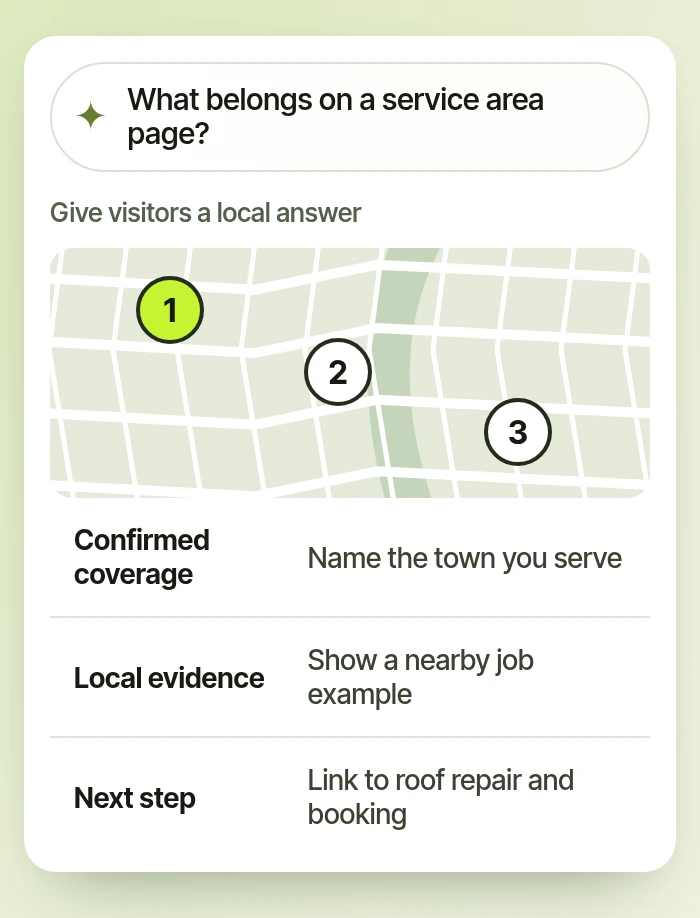 What belongs on a service area
page?
Give visitors a local answer
1
2
3
Confirmed
coverage
Name the town you serve
Local evidence
Show a nearby job
example
Next step
Link to roof repair and
booking